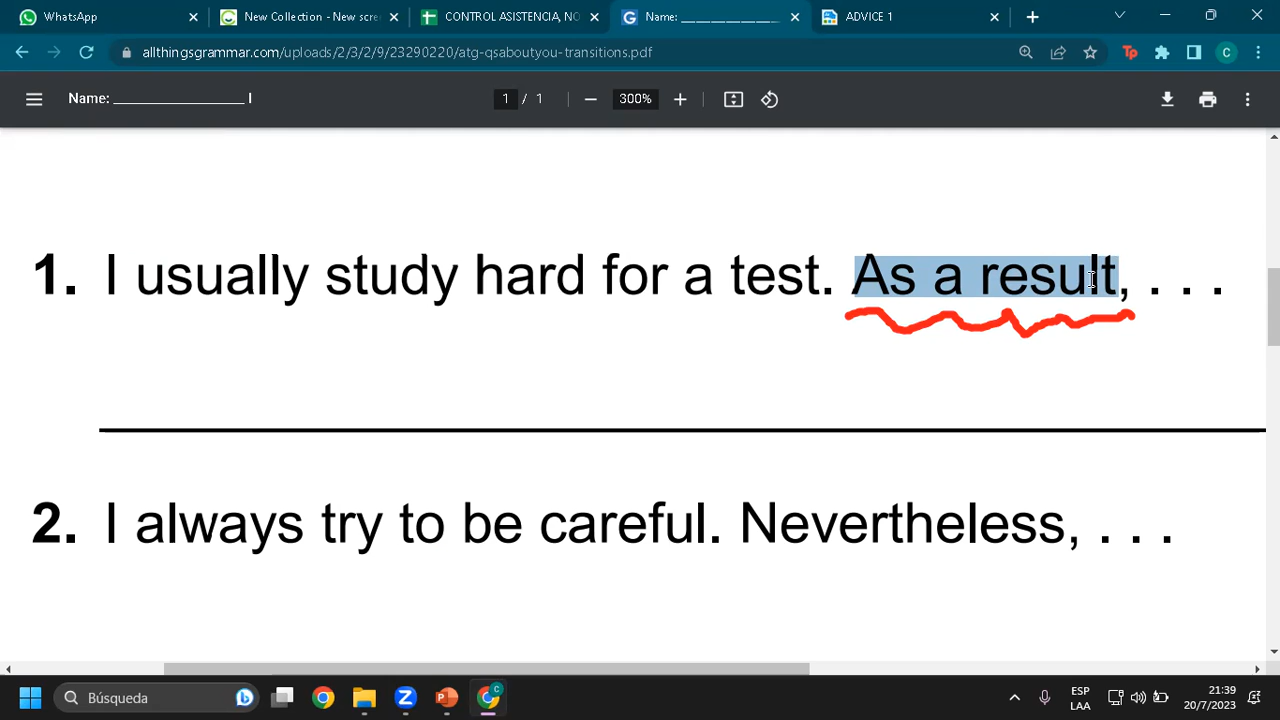 WhatsApp
New Collection - New scre
CONTROL ASISTENCIA, NO
Name: ________________
ADVICE 1
allthingsgrammar.com/uploads/2/3/2/9/23290220/atg-qsaboutyou-transitions.pdf
C
Name: ________________ l
1 / 1
300%
1. I usually study hard for a test. As a result, . . .
2. I always try to be careful. Nevertheless, . . .
Búsqueda
ESP
LAA
21:39
20/7/2023